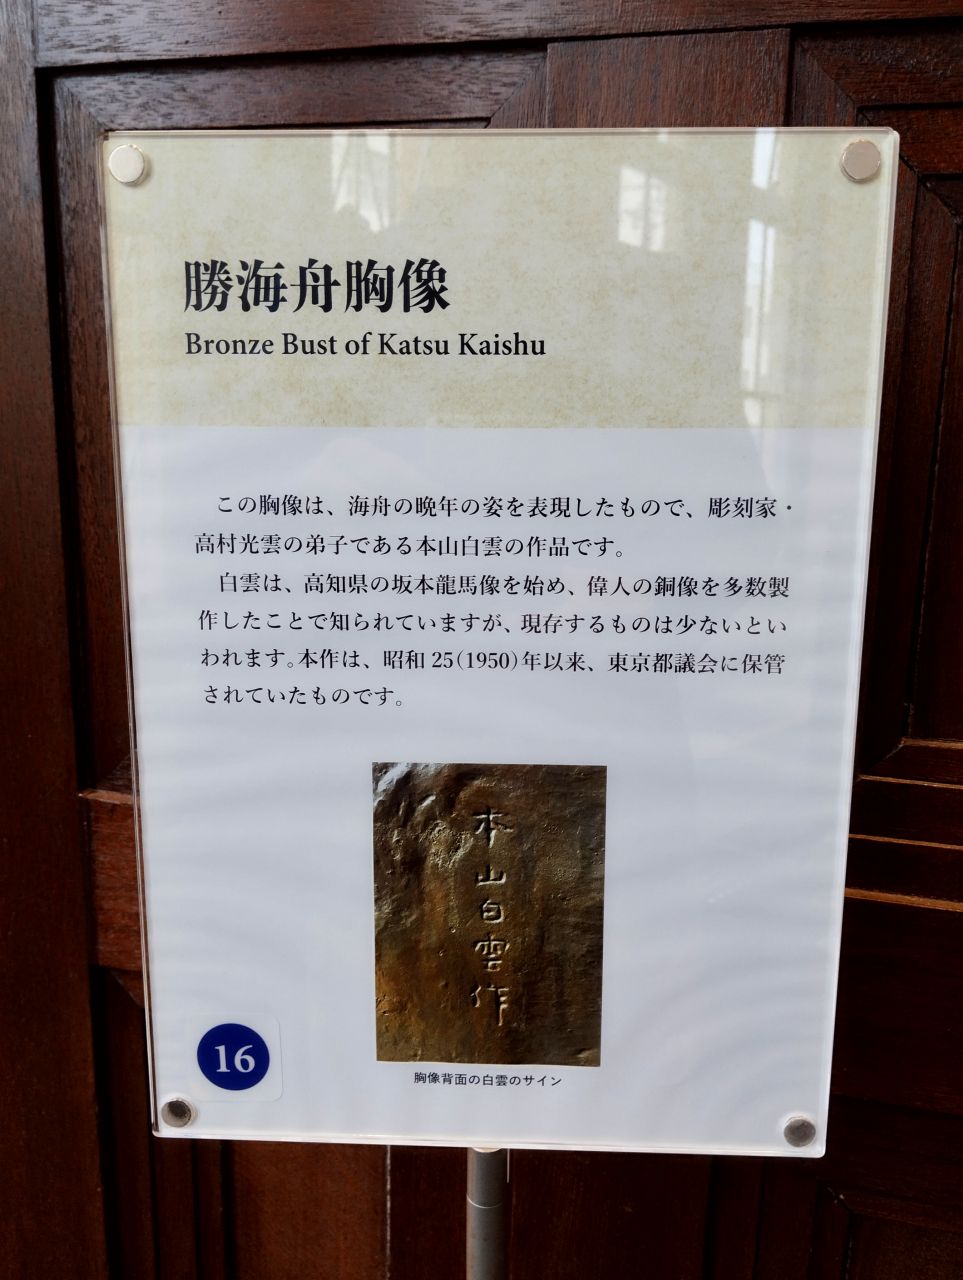 勝海舟胸像
Bronze Bust of Katsu Kaishu
この胸像は、海舟の晩年の姿を表現したもので、彫刻家・
高村光雲の弟子である本山白雲の作品です。
白雲は、高知県の坂本龍馬像を始め、偉人の銅像を多数製
作したことで知られていますが、現存するものは少ないとい
われます。本作は、昭和25(1950)年以来、東京都議会に保管
されていたものです。
本山白雲作
胸像背面の白雲のサイン
16